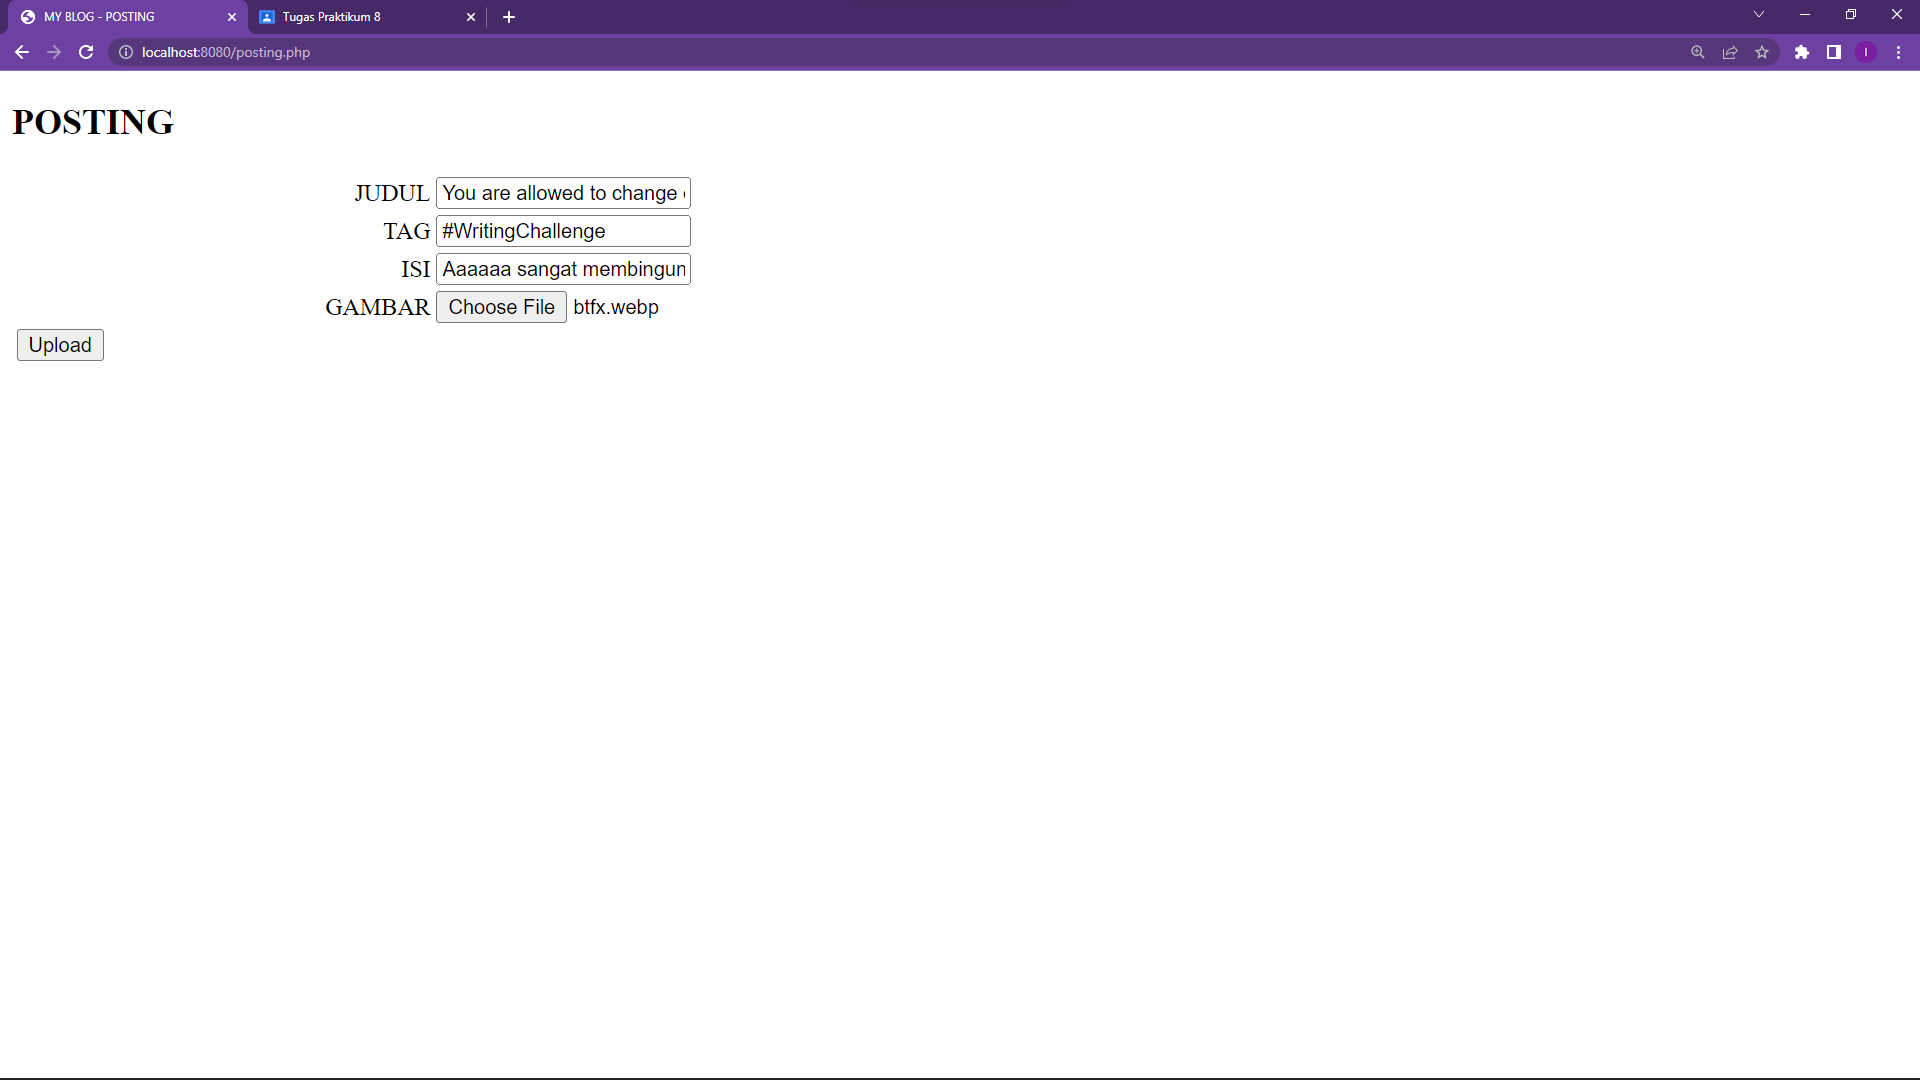 MY BLOG - POSTING
Tugas Praktikum 8
localhost:8080/posting.php
I
POSTING
JUDUL You are allowed to change
TAG #WritingChallenge
ISI Aaaaaa sangat membingun
GAMBAR Choose File btfx.webp
Upload